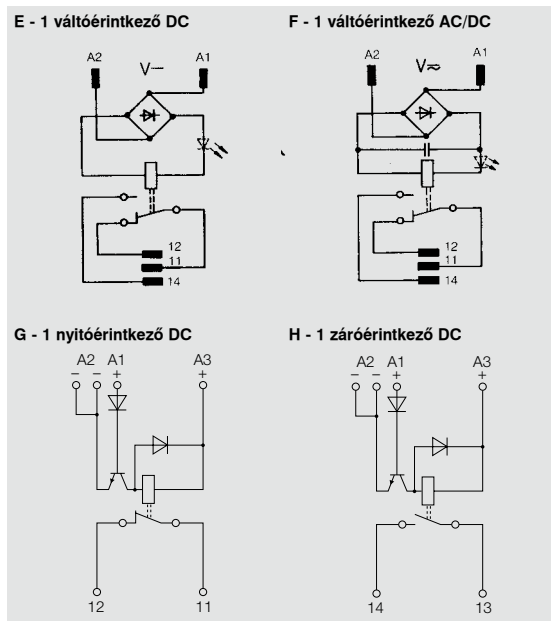 E - 1 váltóérintkező DC
F - 1 váltóérintkező AC/DC
A2
V⎓
A1
A2
V≂
A1
12
11
14
12
11
14
G - 1 nyitóérintkező DC
H - 1 záróérintkező DC
A2 A1 A3
– – + +
12 11
A2 A1 A3
– – + +
14 13